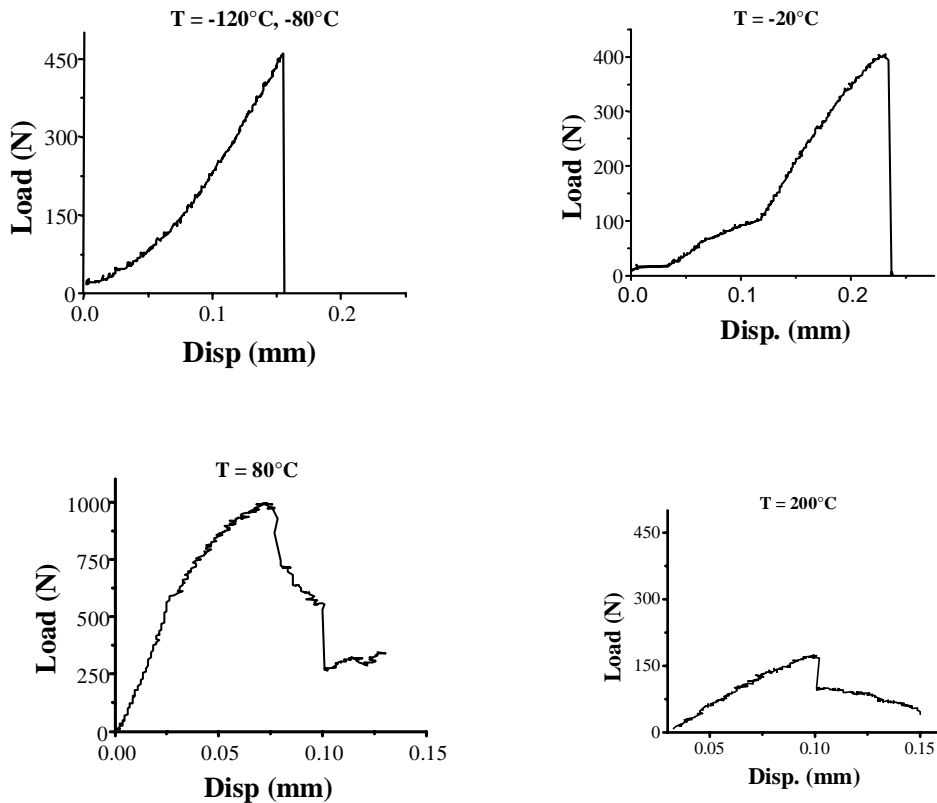 T = -120°C, -80°C
450
300
150
0
0.0 0.1 0.2
Load (N)
Disp (mm)
T = -20°C
400
300
200
100
0
0.0 0.1 0.2
Load (N)
Disp. (mm)
T = 80°C
1000
750
500
250
0
0.00 0.05 0.10 0.15
Load (N)
Disp (mm)
T = 200°C
450
300
150
0
0.05 0.10 0.15
Load (N)
Disp. (mm)